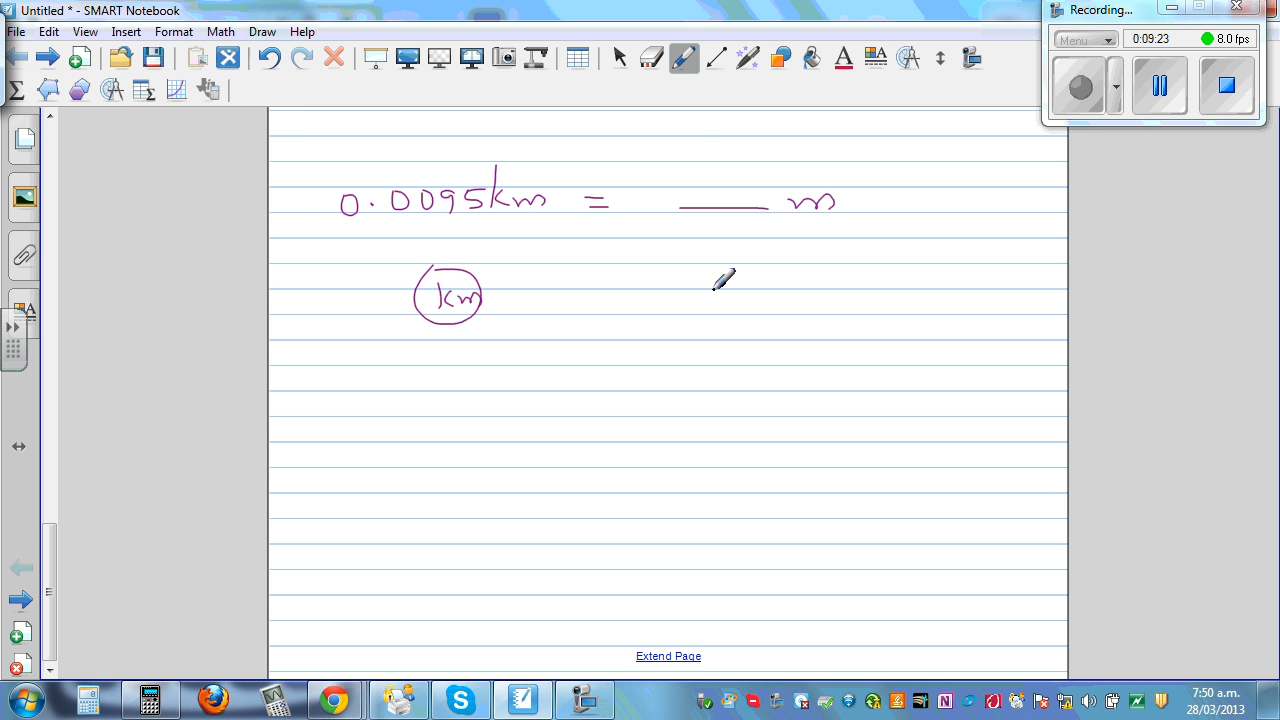 Untitled * - SMART Notebook
Recording...
File Edit View Insert Format Math Draw Help
Menu
0:09:23
8.0 fps
0.0095km = ____ m
km
Extend Page
7:50 a.m.
28/03/2013